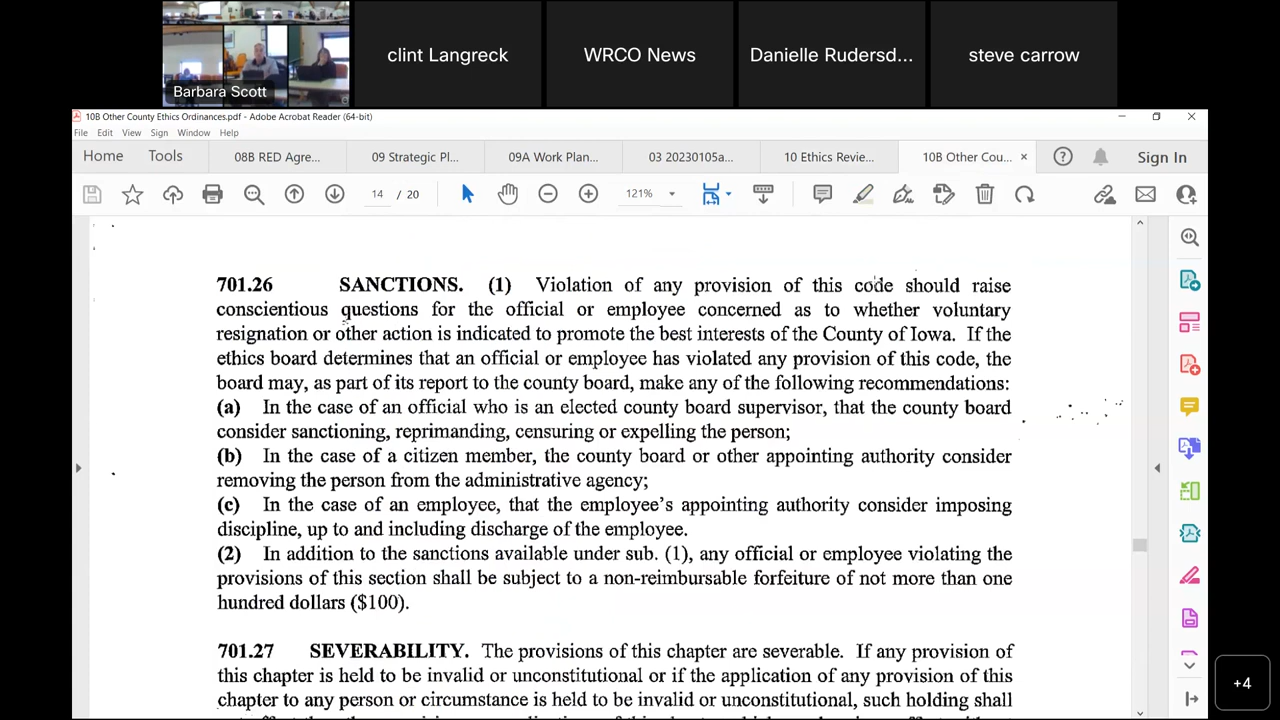 Barbara Scott
clint Langreck
WRCO News
Danielle Rudersd...
steve carrow
10B Other County Ethics Ordinances.pdf - Adobe Acrobat Reader (64-bit)
File Edit View Sign Window Help
Home Tools 08B RED Agre... 09 Strategic Pl... 09A Work Plan... 03 20230105a... 10 Ethics Revie... 10B Other Cou... × Sign In
14 / 20 121%
701.26 SANCTIONS. (1) Violation of any provision of this code should raise
conscientious questions for the official or employee concerned as to whether voluntary
resignation or other action is indicated to promote the best interests of the County of Iowa. If the
ethics board determines that an official or employee has violated any provision of this code, the
board may, as part of its report to the county board, make any of the following recommendations:
(a) In the case of an official who is an elected county board supervisor, that the county board
consider sanctioning, reprimanding, censuring or expelling the person;
(b) In the case of a citizen member, the county board or other appointing authority consider
removing the person from the administrative agency;
(c) In the case of an employee, that the employee's appointing authority consider imposing
discipline, up to and including discharge of the employee.
(2) In addition to the sanctions available under sub. (1), any official or employee violating the
provisions of this section shall be subject to a non-reimbursable forfeiture of not more than one
hundred dollars ($100).
701.27 SEVERABILITY. The provisions of this chapter are severable. If any provision of
this chapter is held to be invalid or unconstitutional or if the application of any provision of this
chapter to any person or circumstance is held to be invalid or unconstitutional, such holding shall
+4